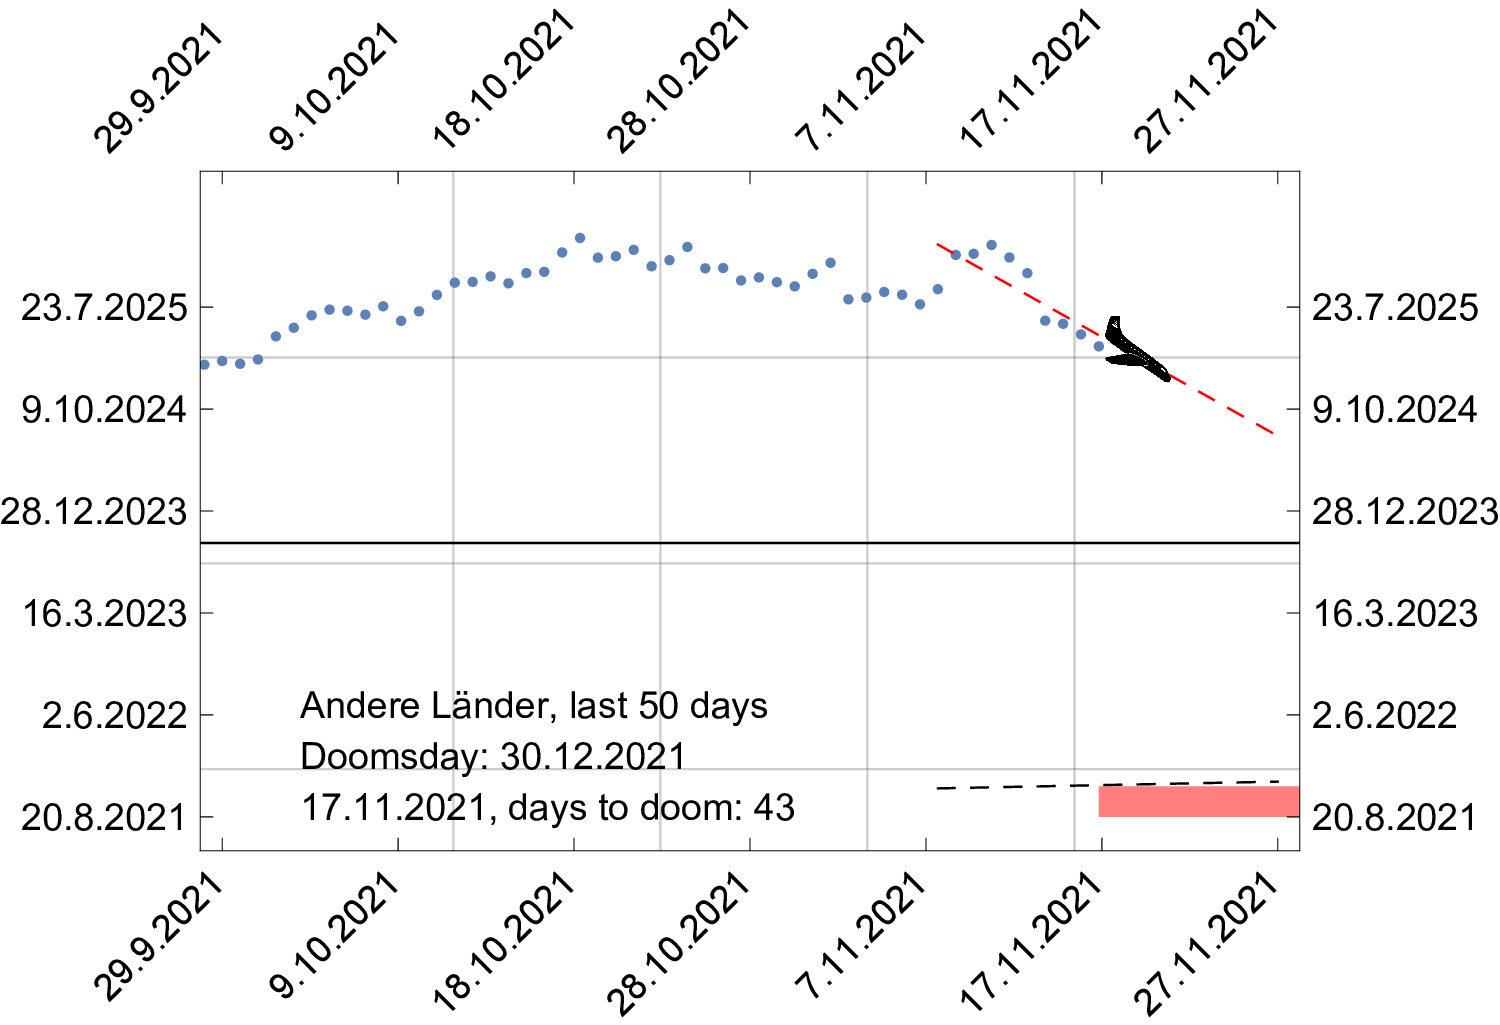 29.9.2021 9.10.2021 18.10.2021 28.10.2021 7.11.2021 17.11.2021 27.11.2021
23.7.2025 23.7.2025
9.10.2024 9.10.2024
28.12.2023 28.12.2023
16.3.2023 16.3.2023
2.6.2022 2.6.2022
Andere Länder, last 50 days
Doomsday: 30.12.2021
17.11.2021, days to doom: 43
20.8.2021 20.8.2021
29.9.2021 9.10.2021 18.10.2021 28.10.2021 7.11.2021 17.11.2021 27.11.2021